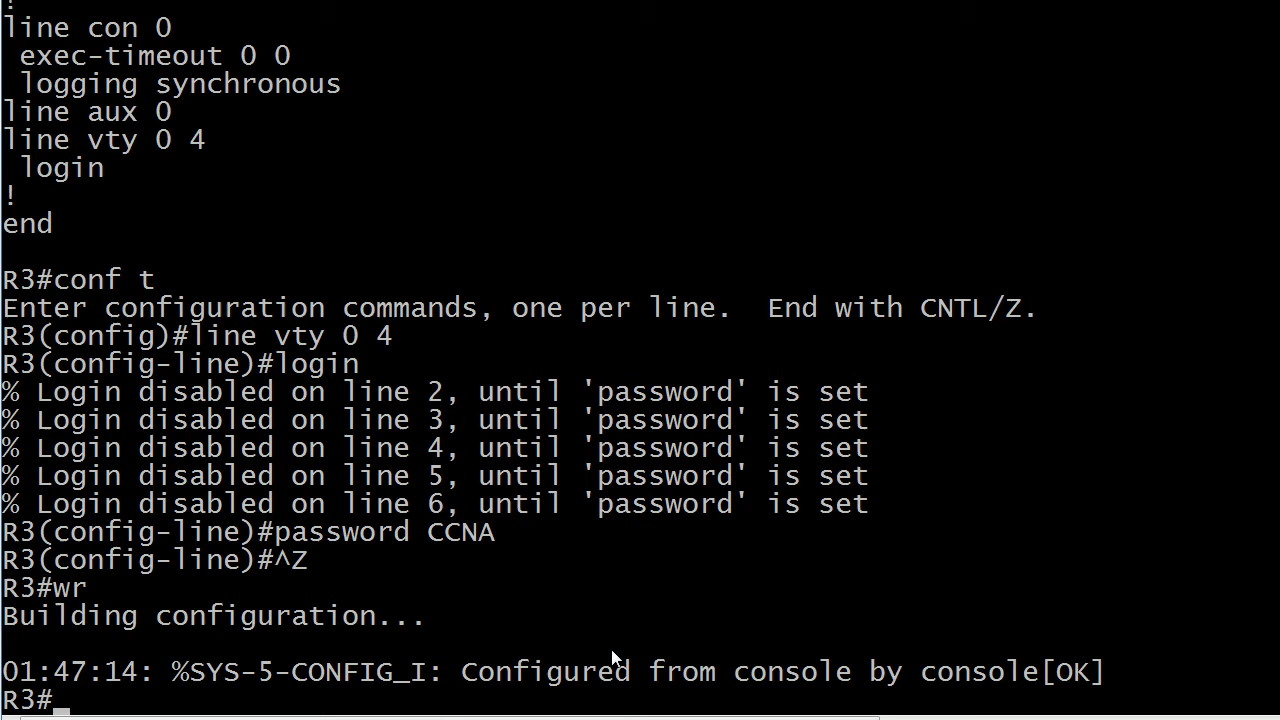 !
line con 0
 exec-timeout 0 0
 logging synchronous
line aux 0
line vty 0 4
 login
!
end

R3#conf t
Enter configuration commands, one per line.  End with CNTL/Z.
R3(config)#line vty 0 4
R3(config-line)#login
% Login disabled on line 2, until 'password' is set
% Login disabled on line 3, until 'password' is set
% Login disabled on line 4, until 'password' is set
% Login disabled on line 5, until 'password' is set
% Login disabled on line 6, until 'password' is set
R3(config-line)#password CCNA
R3(config-line)#^Z
R3#wr
Building configuration...

01:47:14: %SYS-5-CONFIG_I: Configured from console by console[OK]
R3#